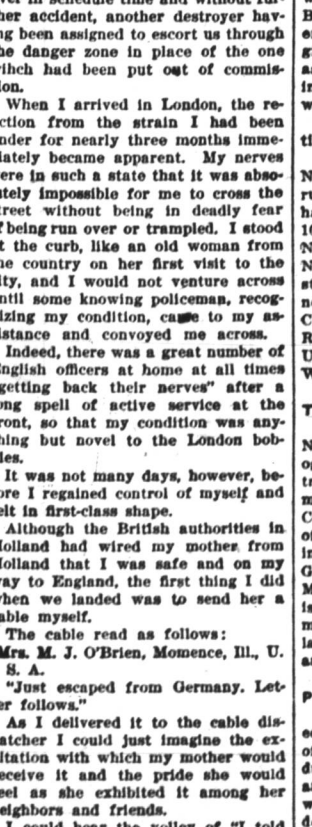 her accident, another destroyer hav-
ng been assigned to escort us through
he danger zone in place of the one
which had been put out of commis-
ion.
When I arrived in London, the re-
ction from the strain I had been
nder for nearly three months imme-
iately became apparent. My nerves
ere in such a state that it was abso-
utely impossible for me to cross the
treet without being in deadly fear
f being run over or trampled. I stood
t the curb, like an old woman from
he country on her first visit to the
ity, and I would not venture across
ntil some knowing policeman, recog-
izing my condition, came to my as-
istance and convoyed me across.
Indeed, there was a great number of
nglish officers at home at all times
getting back their nerves" after a
ong spell of active service at the
ront, so that my condition was any-
hing but novel to the London bob-
ies.
It was not many days, however, be-
ore I regained control of myself and
elt in first-class shape.
Although the British authorities in
Holland had wired my mother from
Holland that I was safe and on my
way to England, the first thing I did
when we landed was to send her a
able myself.
The cable read as follows:
Mrs. M. J. O'Brien, Momence, Ill., U.
S. A.
"Just escaped from Germany. Let-
er follows."
As I delivered it to the cable dis-
atcher I could just imagine the ex-
ltation with which my mother would
eceive it and the pride she would
eel as she exhibited it among her
eighbors and friends.